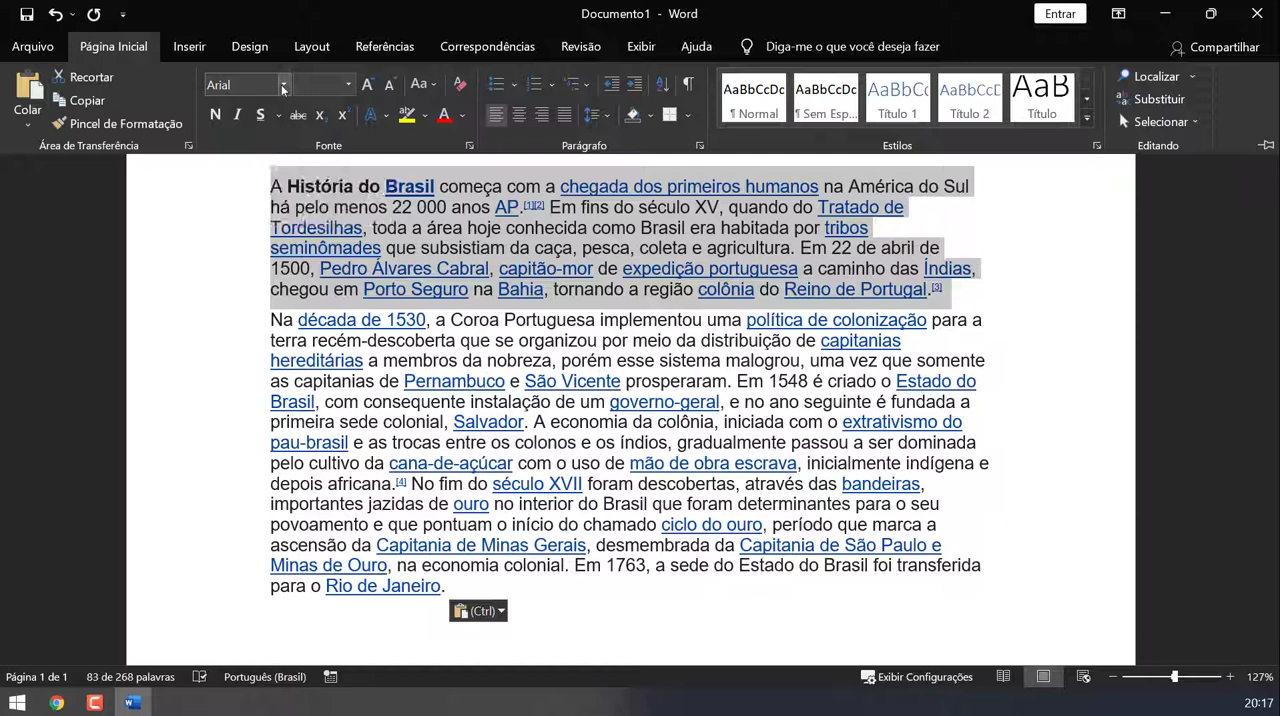 Documento1 - Word
Entrar
Arquivo Página Inicial Inserir Design Layout Referências Correspondências Revisão Exibir Ajuda Diga-me o que você deseja fazer Compartilhar
Colar
Recortar
Copiar
Pincel de Formatação
Área de Transferência
Arial
Aa
N I S abc x₂ x² A A
Fonte
Parágrafo
AaBbCcDc AaBbCcDc AaBbCc AaBbCcD AaB
¶ Normal ¶ Sem Esp... Título 1 Título 2 Título
Estilos
Localizar
Substituir
Selecionar
Editando
A História do Brasil começa com a chegada dos primeiros humanos na América do Sul
há pelo menos 22 000 anos AP.[1][2] Em fins do século XV, quando do Tratado de
Tordesilhas, toda a área hoje conhecida como Brasil era habitada por tribos
seminômades que subsistiam da caça, pesca, coleta e agricultura. Em 22 de abril de
1500, Pedro Álvares Cabral, capitão-mor de expedição portuguesa a caminho das Índias,
chegou em Porto Seguro na Bahia, tornando a região colônia do Reino de Portugal.[3]
Na década de 1530, a Coroa Portuguesa implementou uma política de colonização para a
terra recém-descoberta que se organizou por meio da distribuição de capitanias
hereditárias a membros da nobreza, porém esse sistema malogrou, uma vez que somente
as capitanias de Pernambuco e São Vicente prosperaram. Em 1548 é criado o Estado do
Brasil, com consequente instalação de um governo-geral, e no ano seguinte é fundada a
primeira sede colonial, Salvador. A economia da colônia, iniciada com o extrativismo do
pau-brasil e as trocas entre os colonos e os índios, gradualmente passou a ser dominada
pelo cultivo da cana-de-açúcar com o uso de mão de obra escrava, inicialmente indígena e
depois africana.[4] No fim do século XVII foram descobertas, através das bandeiras,
importantes jazidas de ouro no interior do Brasil que foram determinantes para o seu
povoamento e que pontuam o início do chamado ciclo do ouro, período que marca a
ascensão da Capitania de Minas Gerais, desmembrada da Capitania de São Paulo e
Minas de Ouro, na economia colonial. Em 1763, a sede do Estado do Brasil foi transferida
para o Rio de Janeiro.
(Ctrl)
Página 1 de 1 83 de 268 palavras Português (Brasil) Exibir Configurações 127%
20:17